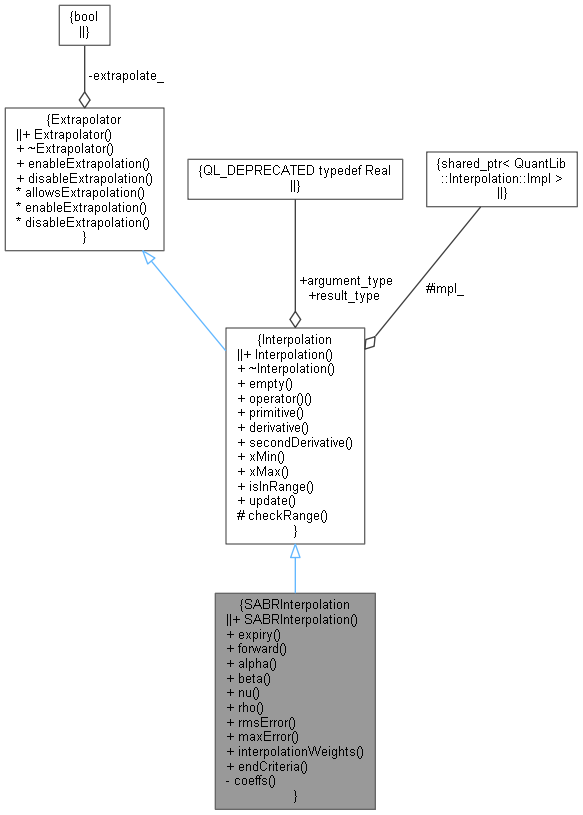 {bool
||}
-extrapolate_
{Extrapolator
||+ Extrapolator()
+ ~Extrapolator()
+ enableExtrapolation()
+ disableExtrapolation()
* allowsExtrapolation()
* enableExtrapolation()
* disableExtrapolation()
}
{QL_DEPRECATED typedef Real
||}
{shared_ptr< QuantLib
::Interpolation::Impl >
||}
+argument_type
+result_type
#impl_
{Interpolation
||+ Interpolation()
+ ~Interpolation()
+ empty()
+ operator()()
+ primitive()
+ derivative()
+ secondDerivative()
+ xMin()
+ xMax()
+ isInRange()
+ update()
# checkRange()
}
{SABRInterpolation
||+ SABRInterpolation()
+ expiry()
+ forward()
+ alpha()
+ beta()
+ nu()
+ rho()
+ rmsError()
+ maxError()
+ interpolationWeights()
+ endCriteria()
- coeffs()
}